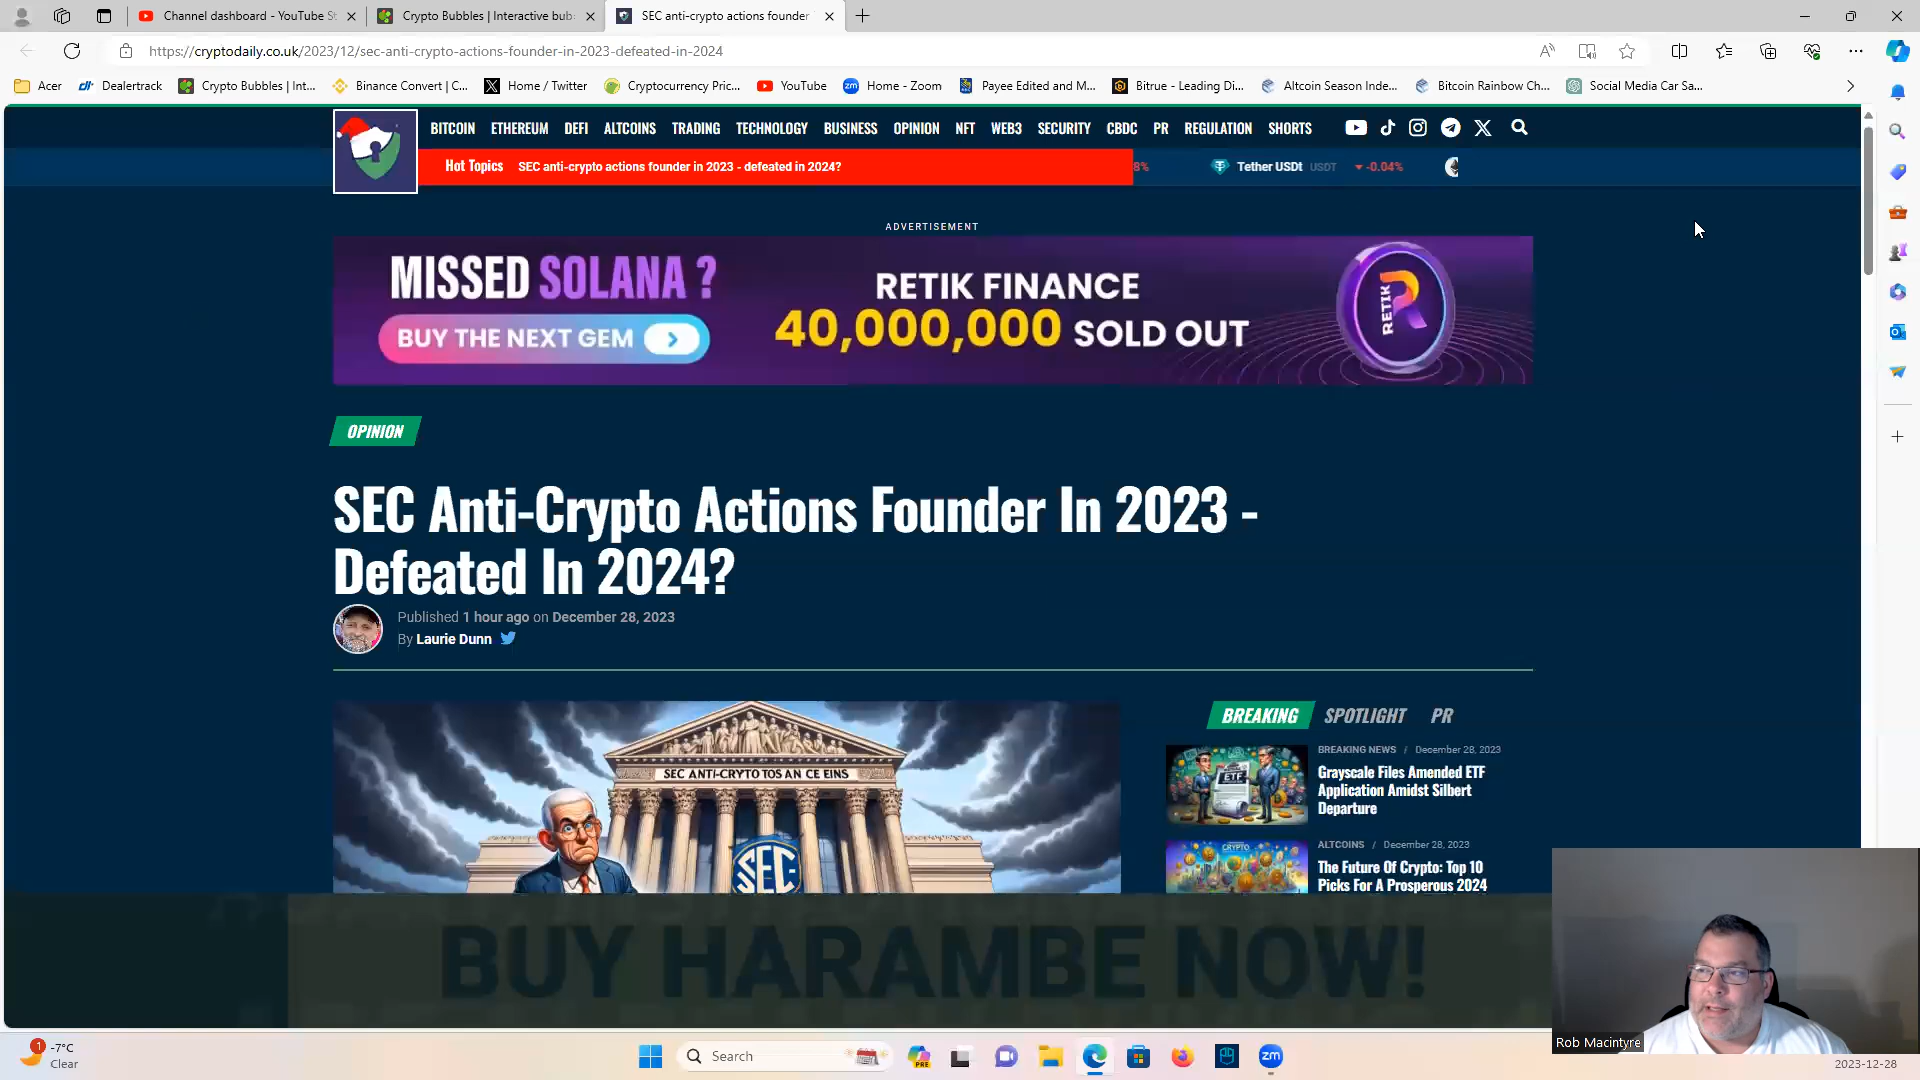 Channel dashboard - YouTube St
Crypto Bubbles | Interactive bub
SEC anti-crypto actions founder
https://cryptodaily.co.uk/2023/12/sec-anti-crypto-actions-founder-in-2023-defeated-in-2024
Acer
Dealertrack
Crypto Bubbles | Int...
Binance Convert | C...
Home / Twitter
Cryptocurrency Pric...
YouTube
Home - Zoom
Payee Edited and M...
Bitrue - Leading Di...
Altcoin Season Inde...
Bitcoin Rainbow Ch...
Social Media Car Sa...
BITCOIN ETHEREUM DEFI ALTCOINS TRADING TECHNOLOGY BUSINESS OPINION NFT WEB3 SECURITY CBDC PR REGULATION SHORTS
Hot Topics SEC anti-crypto actions founder in 2023 - defeated in 2024?
8% Tether USDt USDT -0.04%
ADVERTISEMENT
MISSED SOLANA ?
BUY THE NEXT GEM
RETIK FINANCE
40,000,000 SOLD OUT
RETIK
OPINION
SEC Anti-Crypto Actions Founder In 2023 -
Defeated In 2024?
Published 1 hour ago on December 28, 2023
By Laurie Dunn
SEC ANTI-CRYTO TOS AN CE EINS
SEC
BREAKING SPOTLIGHT PR
BREAKING NEWS / December 28, 2023
Grayscale Files Amended ETF
Application Amidst Silbert
Departure
ETF
ALTCOINS / December 28, 2023
The Future Of Crypto: Top 10
Picks For A Prosperous 2024
CRYPTO
BUY HARAMBE NOW!
Rob Macintyre
1
-7°C
Clear
Search
PRE
zm
2023-12-28